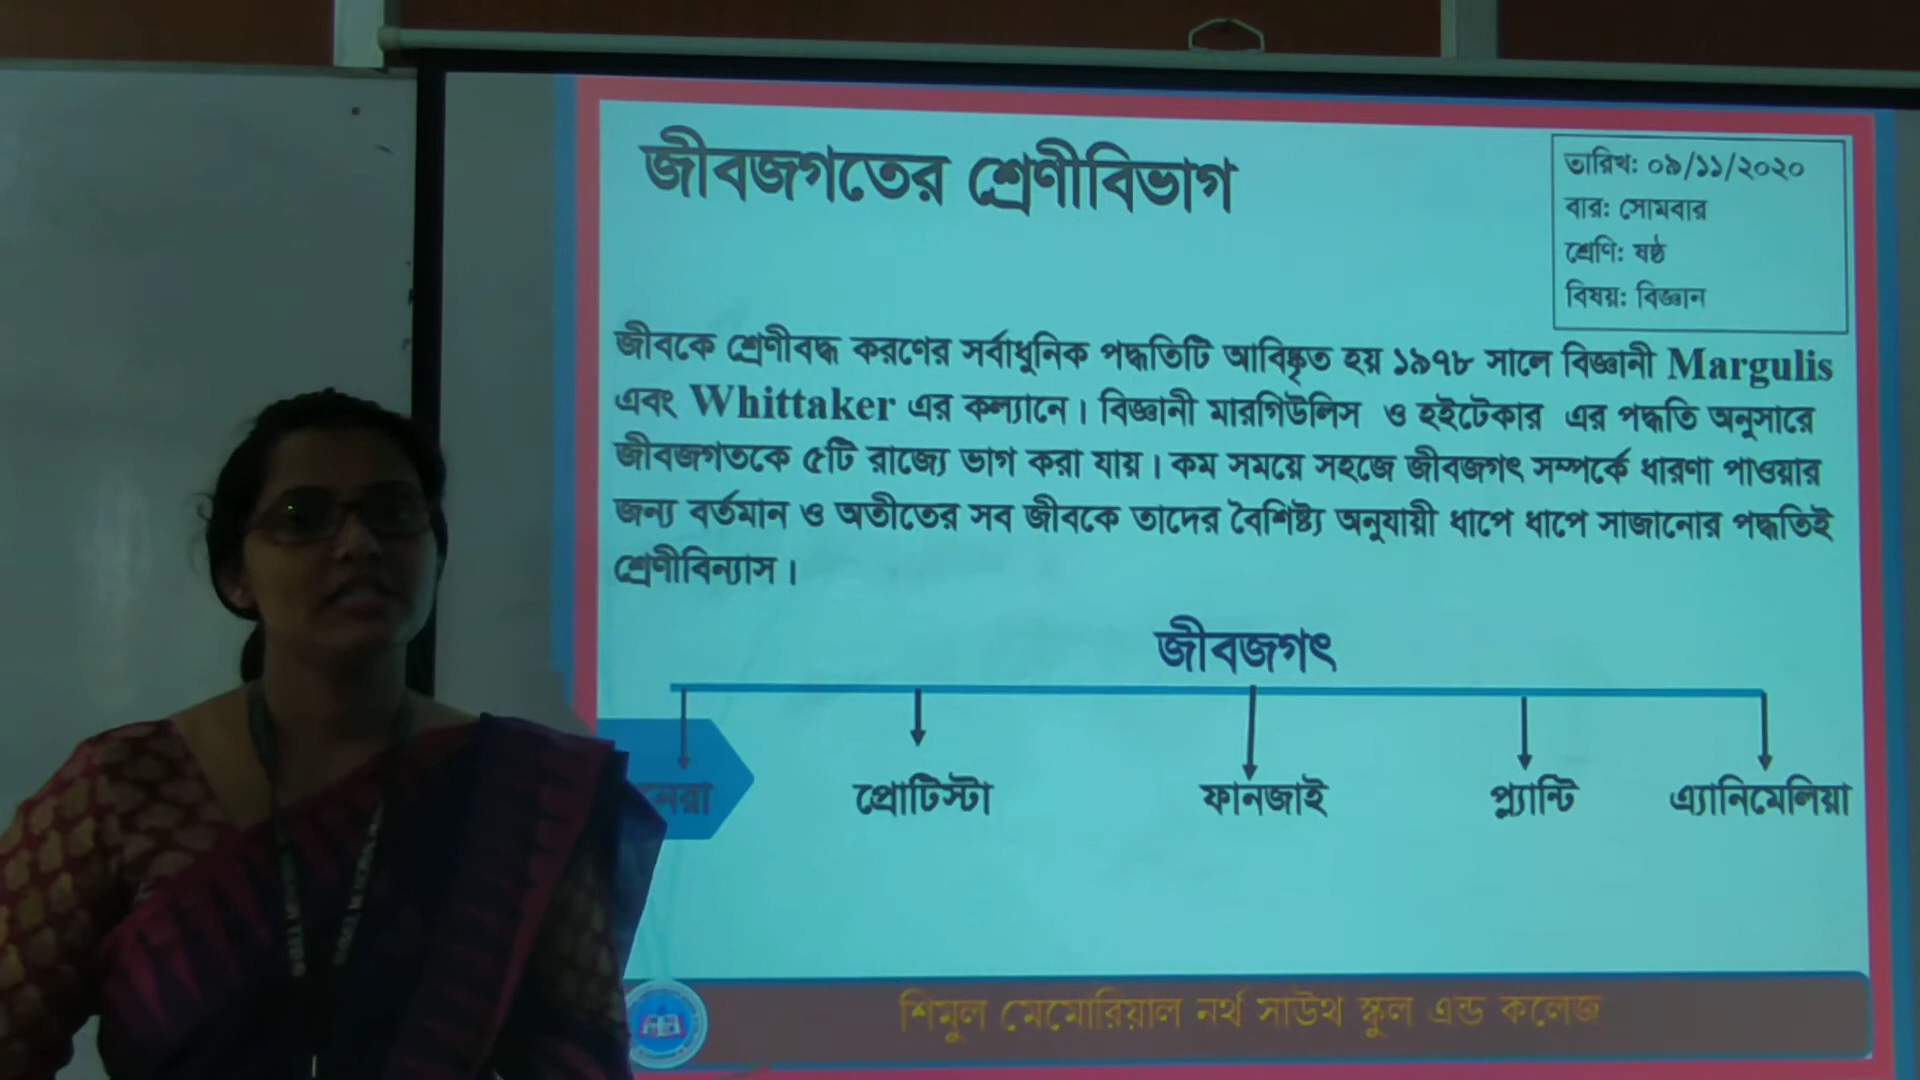 জীবজগতের শ্রেণীবিভাগ
তারিখ: ০৯/১১/২০২০
বার: সোমবার
শ্রেণি: ষষ্ঠ
বিষয়: বিজ্ঞান
জীবকে শ্রেণীবদ্ধ করণের সর্বাধুনিক পদ্ধতিটি আবিষ্কৃত হয় ১৯৭৮ সালে বিজ্ঞানী Margulis
এবং Whittaker এর কল্যানে। বিজ্ঞানী মারগিউলিস ও হুইটেকার এর পদ্ধতি অনুসারে
জীবজগতকে ৫টি রাজ্যে ভাগ করা যায়। কম সময়ে সহজে জীবজগৎ সম্পর্কে ধারণা পাওয়ার
জন্য বর্তমান ও অতীতের সব জীবকে তাদের বৈশিষ্ট্য অনুযায়ী ধাপে ধাপে সাজানোর পদ্ধতিই
শ্রেণীবিন্যাস।
জীবজগৎ
নেরা প্রোটিস্টা ফানজাই প্ল্যান্টি এ্যানিমেলিয়া
শিমুল মেমোরিয়াল নর্থ সাউথ স্কুল এন্ড কলেজ